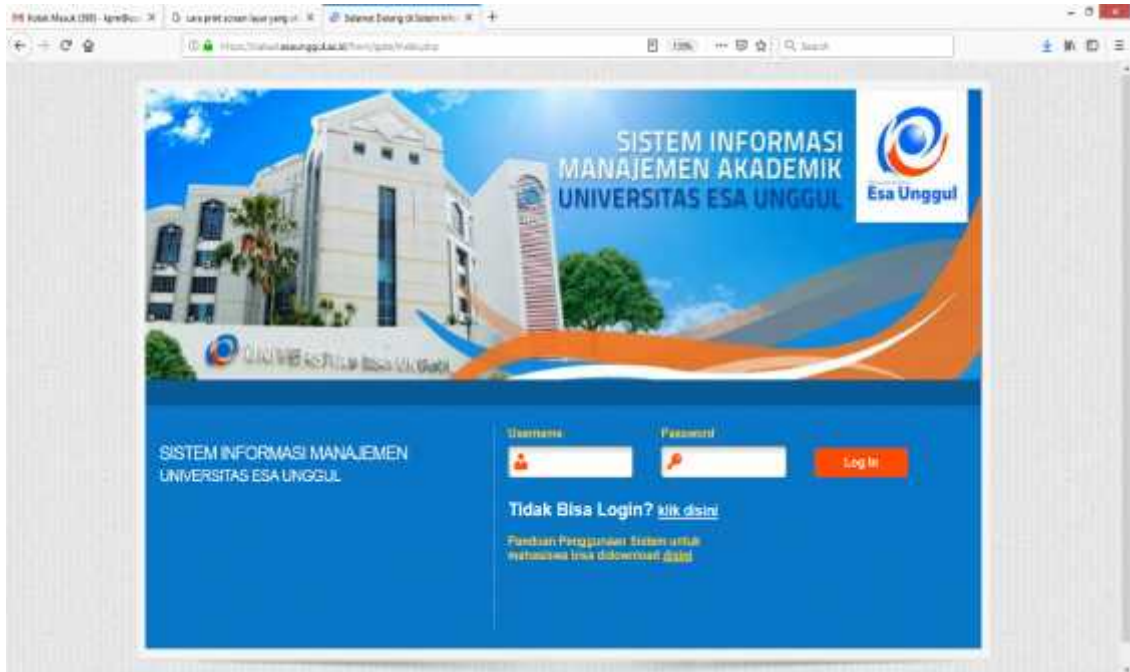 Search
SISTEM INFORMASI
MANAJEMEN AKADEMIK
UNIVERSITAS ESA UNGGUL
Esa Unggul
SISTEM INFORMASI MANAJEMEN
UNIVERSITAS ESA UNGGUL
Username
Password
Log In
Tidak Bisa Login? klik disini
Panduan Penggunaan Sistem untuk
mahasiswa bisa didownload disini